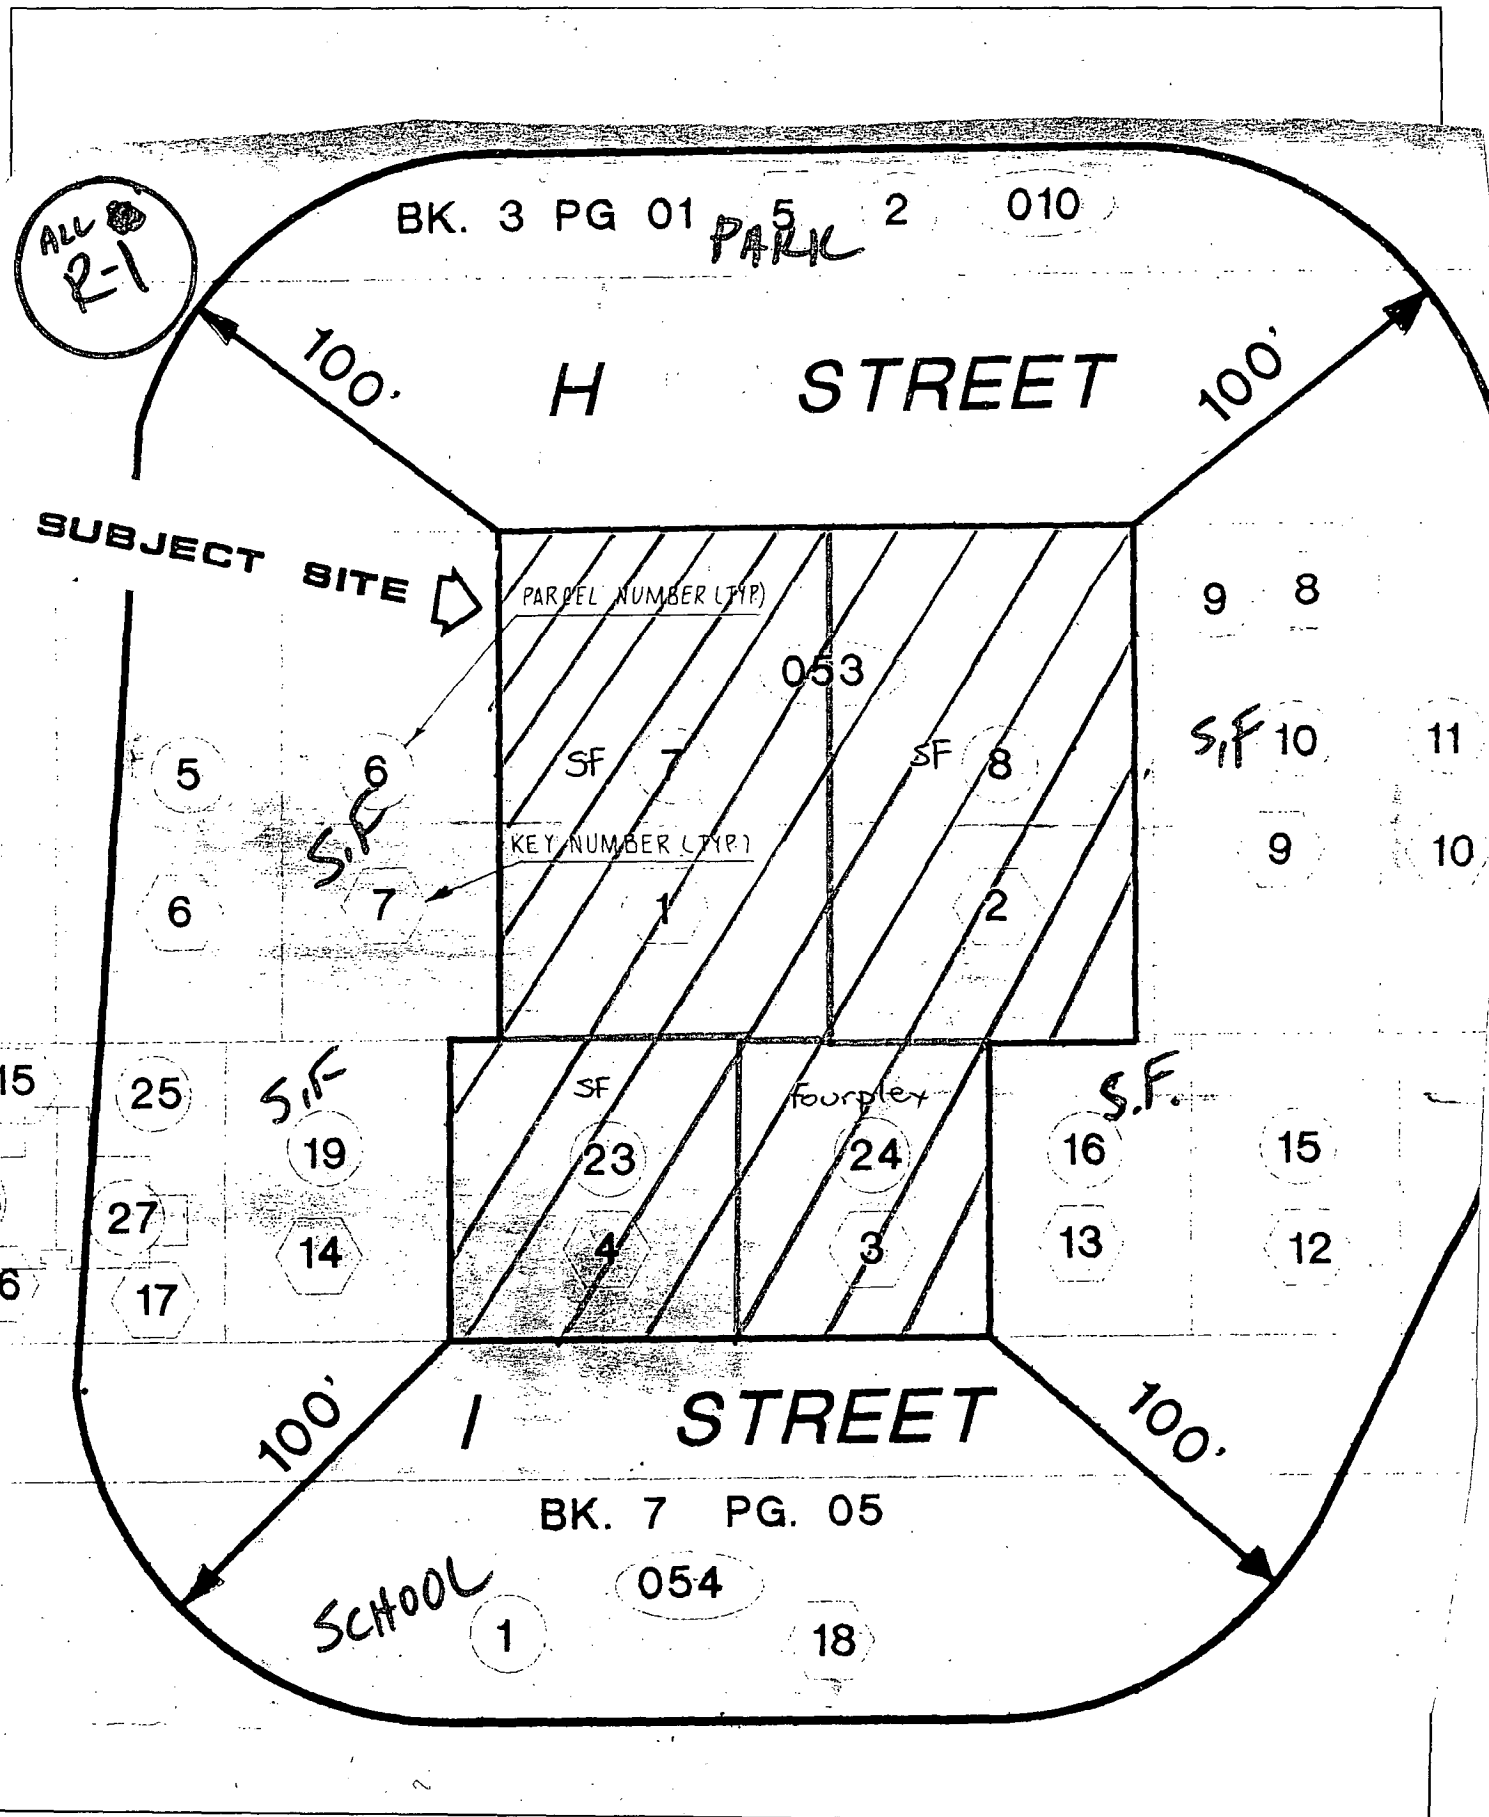 BK. 3 PG 01 5 2 010
PARK
ALL
R-1
100'
H STREET
100'
SUBJECT SITE
PARCEL NUMBER (TYP)
9 8
053
5 6 SF 7 SF 8 S,F 10 11
S,F
KEY NUMBER (TYP.)
9 10
6 7 1 2
15 25 S,F SF fourplex S.F.
19 23 24 16 15
27
14 4 3 13 12
6 17
100'
I STREET
100'
BK. 7 PG. 05
SCHOOL
054
1 18